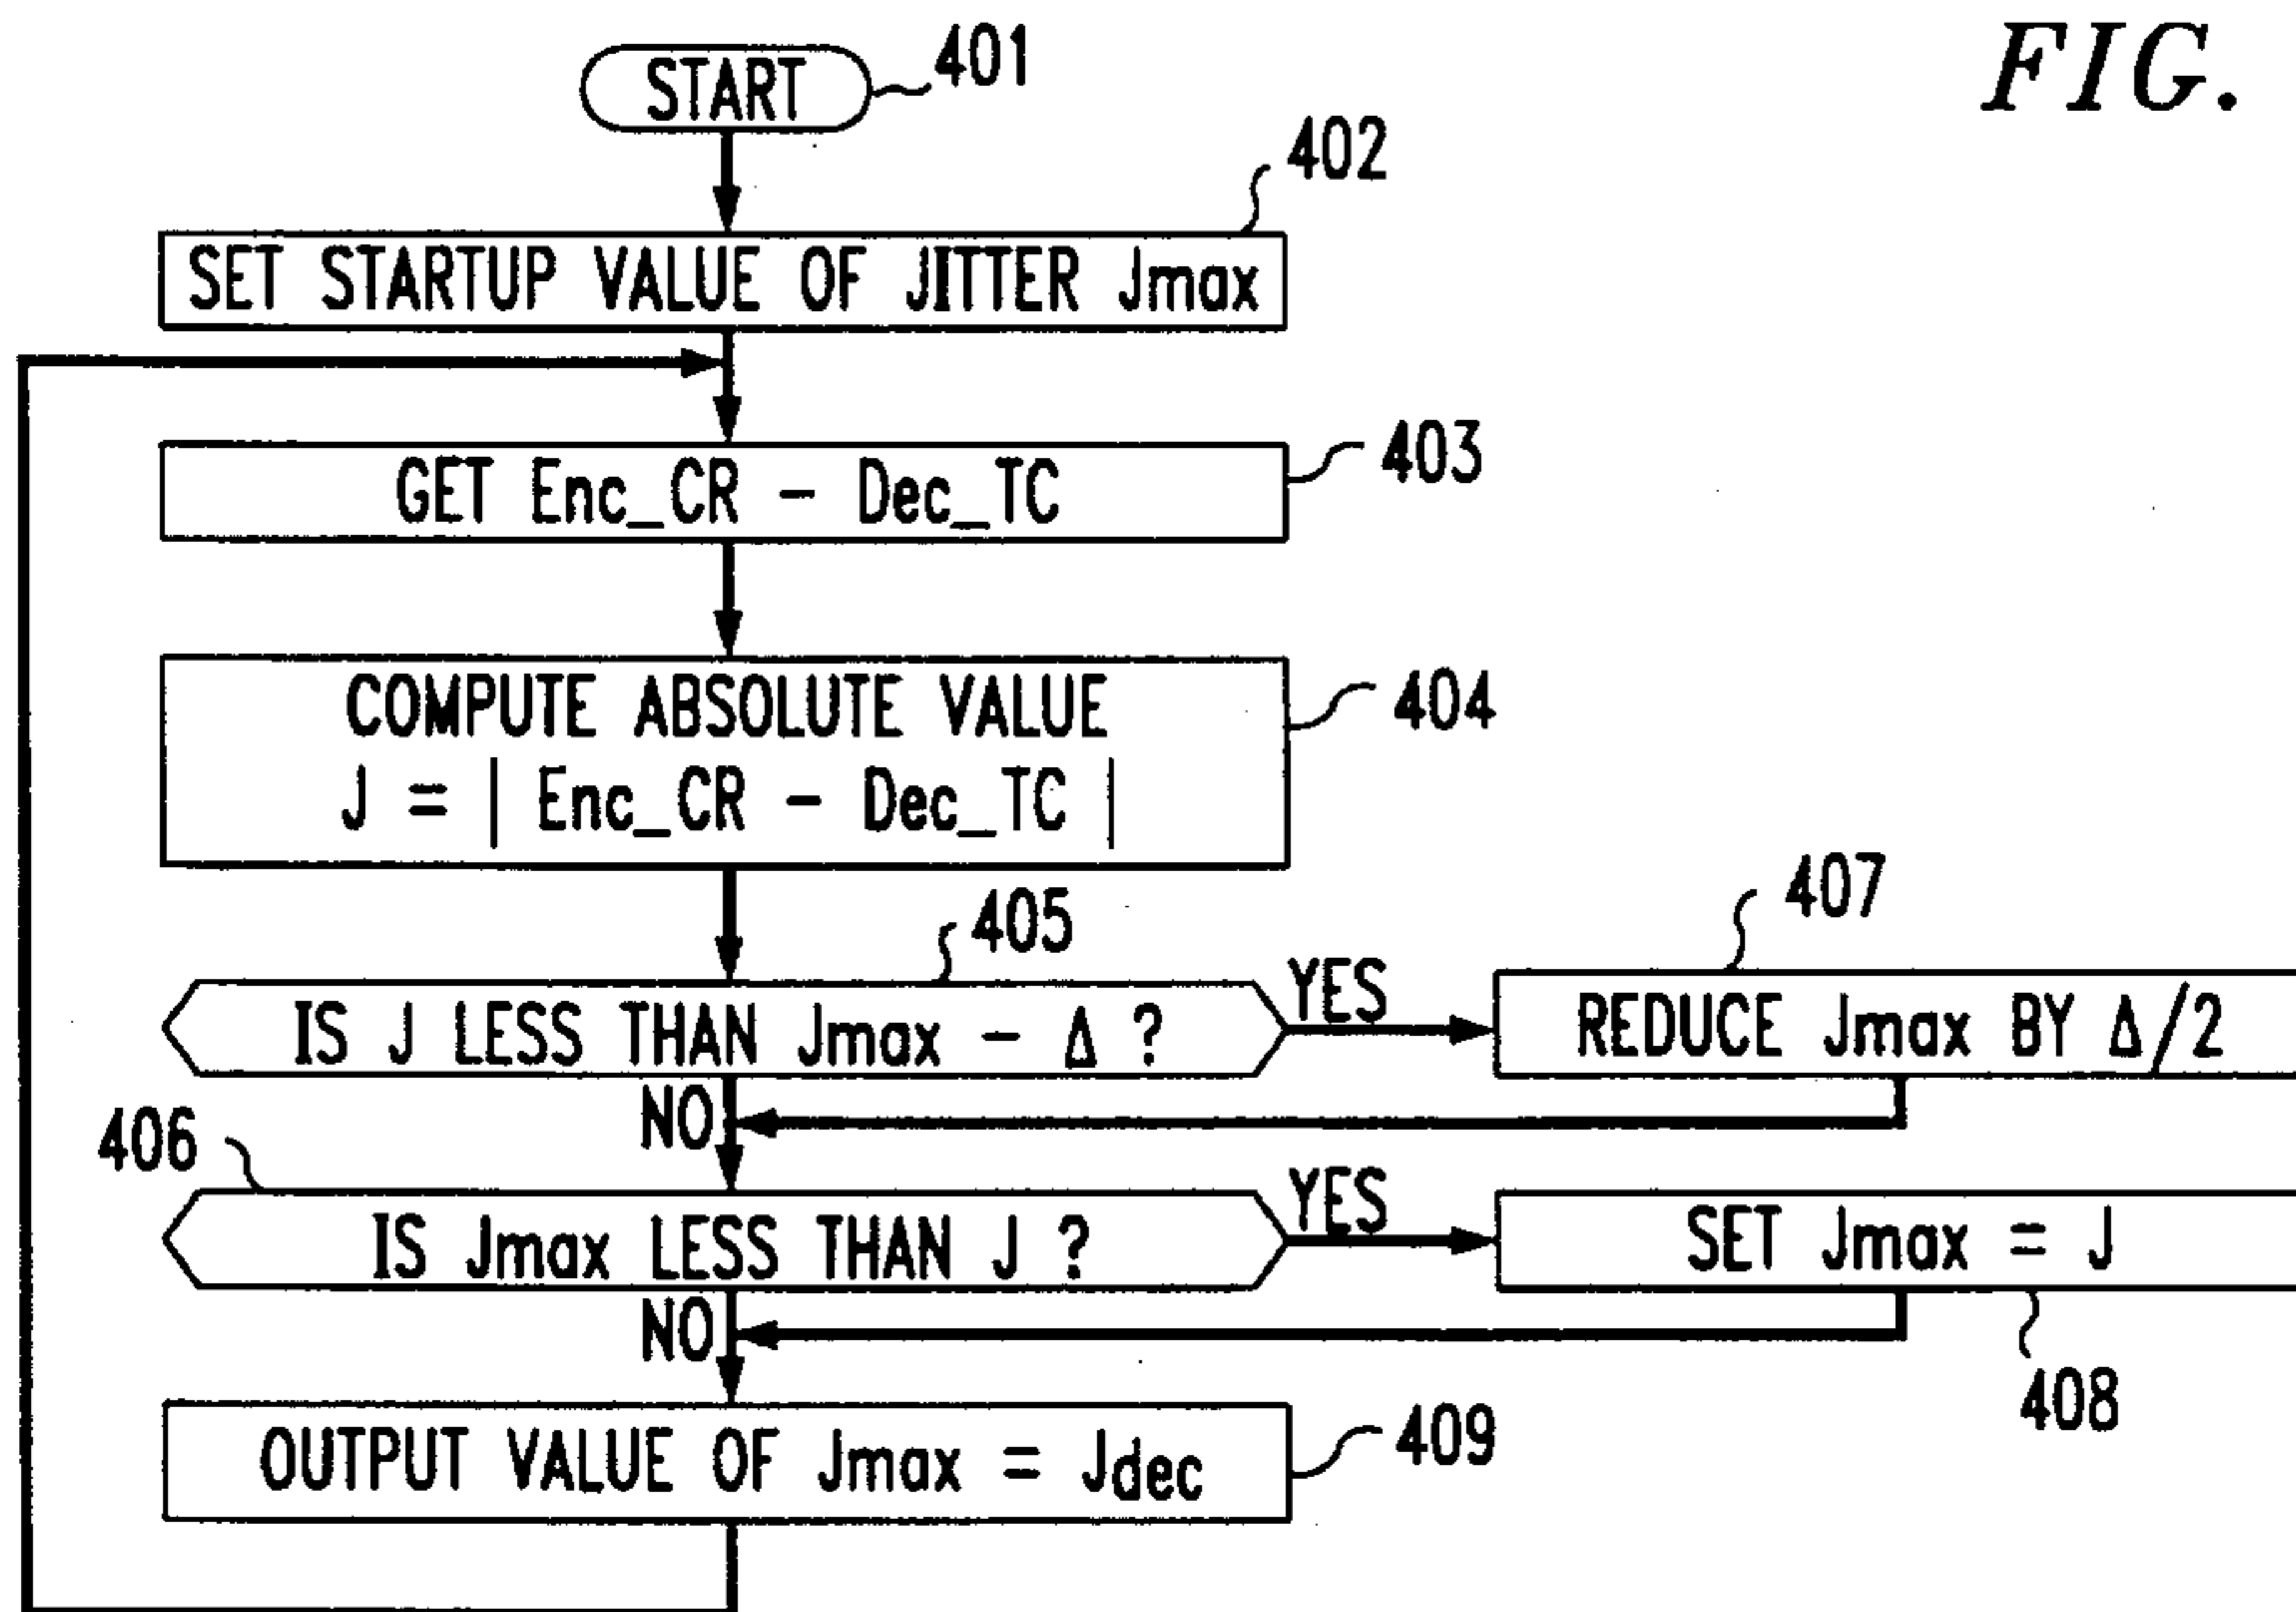 FIG.
START
401
402
SET STARTUP VALUE OF JITTER Jmax
GET Enc_CR - Dec_TC
403
COMPUTE ABSOLUTE VALUE
J = | Enc_CR - Dec_TC |
404
405
IS J LESS THAN Jmax - Δ ?
YES
407
REDUCE Jmax BY Δ/2
NO
406
IS Jmax LESS THAN J ?
YES
SET Jmax = J
408
NO
OUTPUT VALUE OF Jmax = Jdec
409